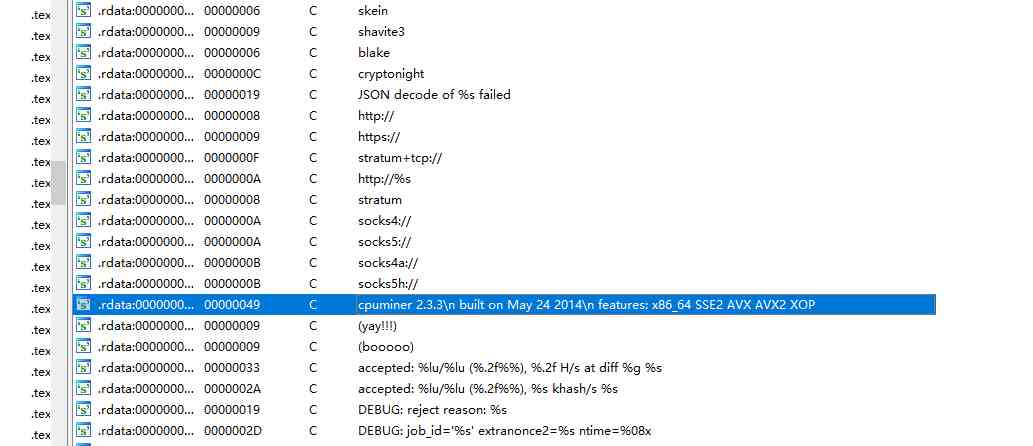 .rdata:0000000... 00000006 C skein
.tex .rdata:0000000... 00000009 C shavite3
.tex .rdata:0000000... 00000006 C blake
.tex .rdata:0000000... 0000000C C cryptonight
.tex .rdata:0000000... 00000019 C JSON decode of %s failed
.tex .rdata:0000000... 00000008 C http://
.tex .rdata:0000000... 00000009 C https://
.tex .rdata:0000000... 0000000F C stratum+tcp://
.tex .rdata:0000000... 0000000A C http://%s
.tex .rdata:0000000... 00000008 C stratum
.tex .rdata:0000000... 0000000A C socks4://
.tex .rdata:0000000... 0000000A C socks5://
.tex .rdata:0000000... 0000000B C socks4a://
.tex .rdata:0000000... 0000000B C socks5h://
.tex .rdata:0000000... 00000049 C cpuminer 2.3.3\n built on May 24 2014\n features: x86_64 SSE2 AVX AVX2 XOP
.tex .rdata:0000000... 00000009 C (yay!!!)
.tex .rdata:0000000... 00000009 C (booooo)
.tex .rdata:0000000... 00000033 C accepted: %lu/%lu (%.2f%%), %.2f H/s at diff %g %s
.tex .rdata:0000000... 0000002A C accepted: %lu/%lu (%.2f%%), %s khash/s %s
.tex .rdata:0000000... 00000019 C DEBUG: reject reason: %s
.tex .rdata:0000000... 0000002D C DEBUG: job_id='%s' extranonce2=%s ntime=%08x
.tex